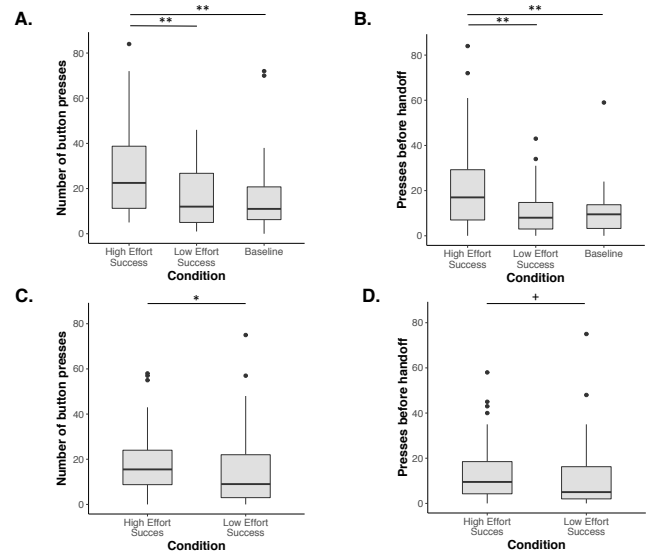 A.
**
**
Number of button presses
80
60
40
20
0
High Effort
Success
Low Effort
Success
Baseline
Condition
B.
**
**
Presses before handoff
80
60
40
20
0
High Effort
Success
Low Effort
Success
Baseline
Condition
C.
*
Number of button presses
80
60
40
20
0
High Effort
Succes
Low Effort
Success
Condition
D.
+
Presses before handoff
80
60
40
20
0
High Effort
Succes
Low Effort
Success
Condition